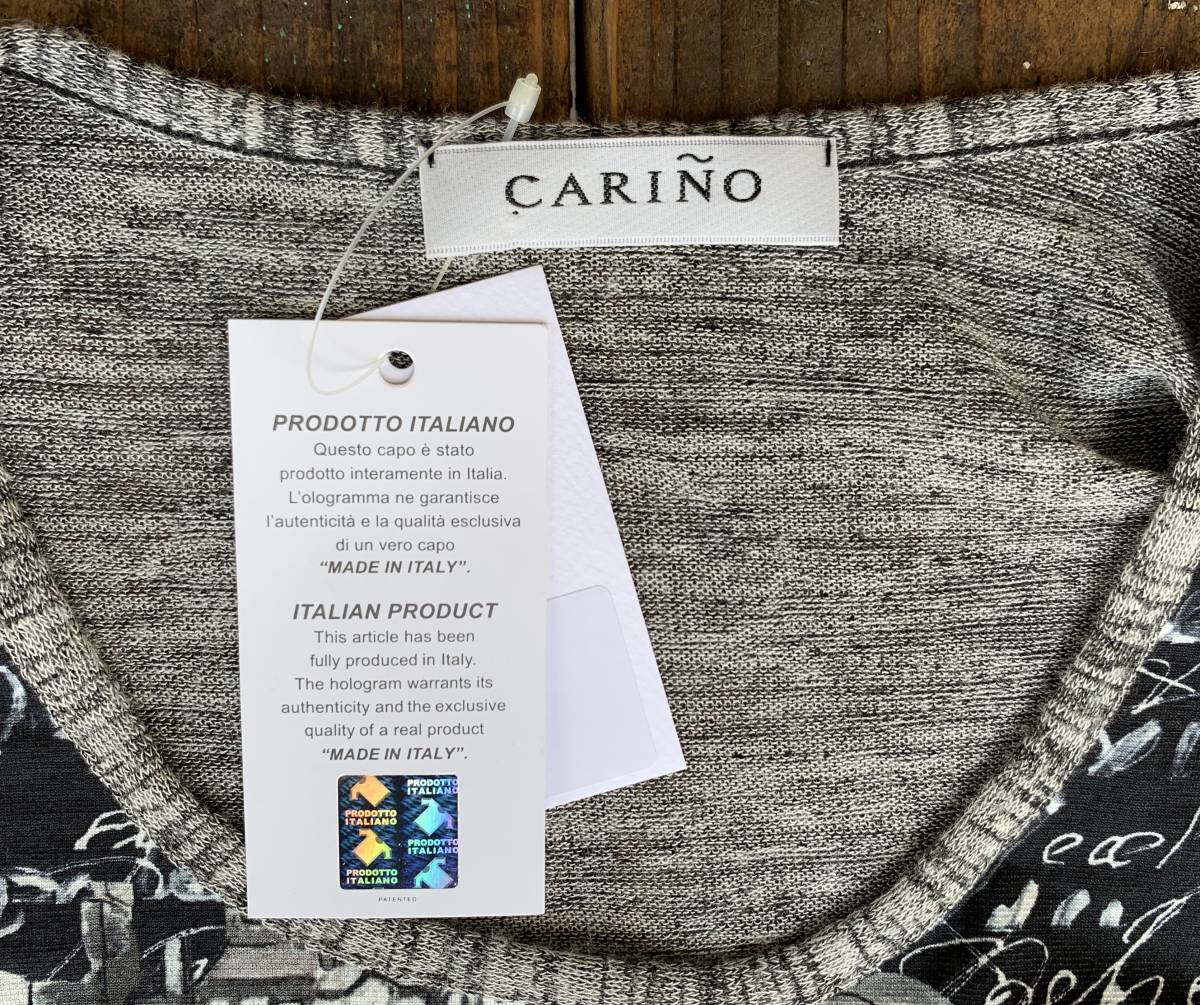 CARIÑO
PRODOTTO ITALIANO
Questo capo è stato
prodotto interamente in Italia.
L'ologramma ne garantisce
l'autenticità e la qualità esclusiva
di un vero capo
“MADE IN ITALY”.
ITALIAN PRODUCT
This article has been
fully produced in Italy.
The hologram warrants its
authenticity and the exclusive
quality of a real product
“MADE IN ITALY”.
PRODOTTO
ITALIANO
PRODOTTO
ITALIANO
PRODOTTO
ITALIANO
PRODOTTO
ITALIANO
PATENTED